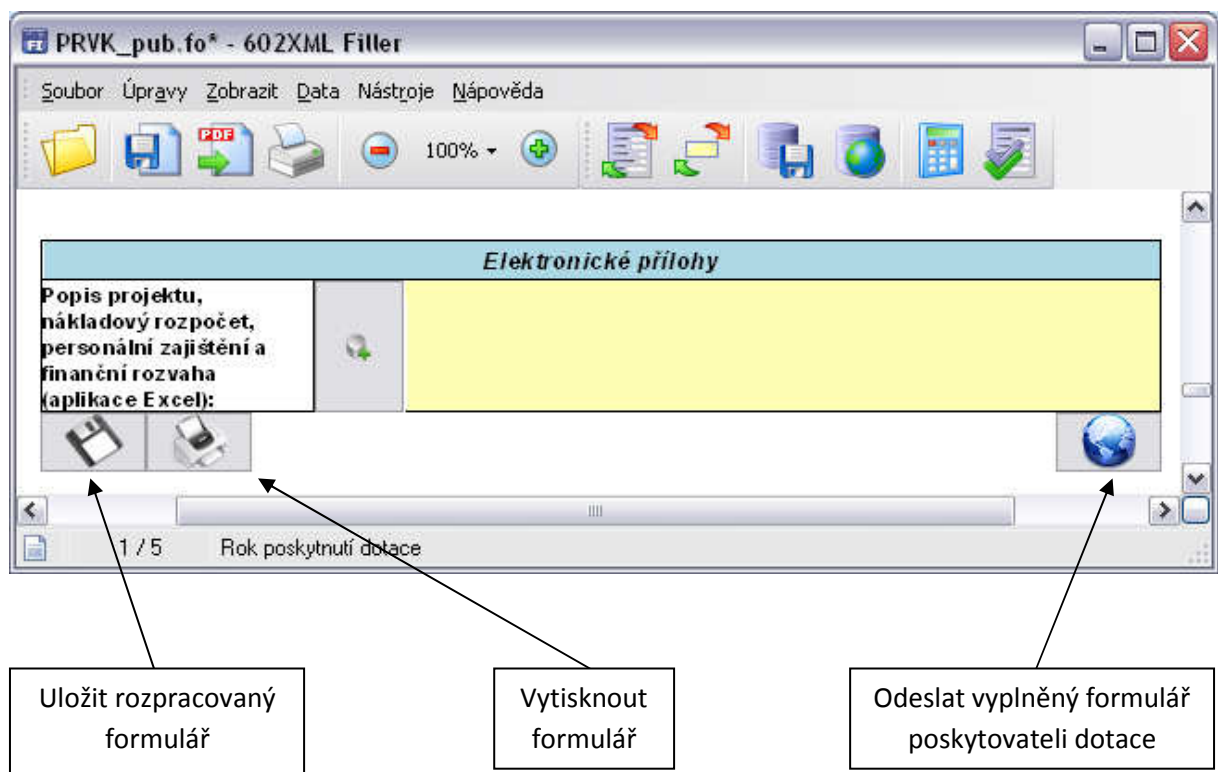 PRVK_pub.fo* - 602XML Filler
Soubor Úpravy Zobrazit Data Nástroje Nápověda
PDF
100%
Elektronické přílohy
Popis projektu,
nákladový rozpočet,
personální zajištění a
finanční rozvaha
(aplikace Excel):
1 / 5 Rok poskytnutí dotace
Uložit rozpracovaný
formulář
Vytisknout
formulář
Odeslat vyplněný formulář
poskytovateli dotace